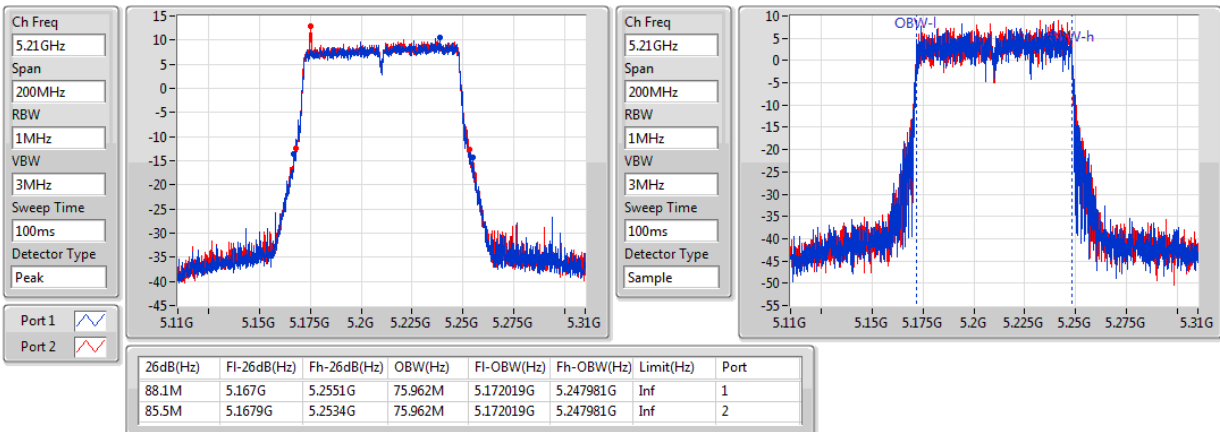 Ch Freq
5.21GHz
Span
200MHz
RBW
1MHz
VBW
3MHz
Sweep Time
100ms
Detector Type
Peak
Port 1
Port 2
15
10
5
0
-5
-10
-15
-20
-25
-30
-35
-40
-45
5.11G 5.15G 5.175G 5.2G 5.225G 5.25G 5.275G 5.31G
Ch Freq
5.21GHz
Span
200MHz
RBW
1MHz
VBW
3MHz
Sweep Time
100ms
Detector Type
Sample
10
5
0
-5
-10
-15
-20
-25
-30
-35
-40
-45
-50
-55
OBW-l
5.11G 5.15G 5.175G 5.2G 5.225G 5.25G 5.275G 5.31G
26dB(Hz) Fl-26dB(Hz) Fh-26dB(Hz) OBW(Hz) Fl-OBW(Hz) Fh-OBW(Hz) Limit(Hz) Port
88.1M 5.167G 5.2551G 75.962M 5.172019G 5.247981G Inf 1
85.5M 5.1679G 5.2534G 75.962M 5.172019G 5.247981G Inf 2